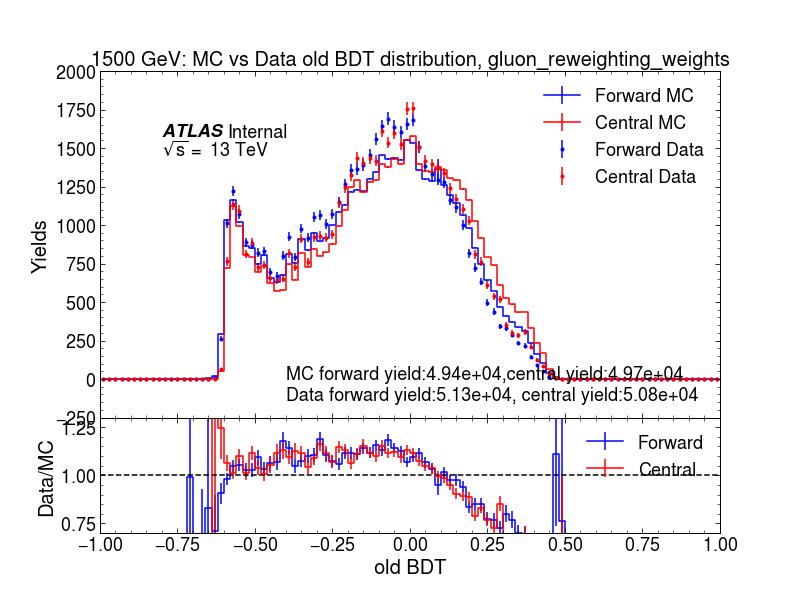 1500 GeV: MC vs Data old BDT distribution, gluon_reweighting_weights
2000
1750
1500
1250
1000
750
500
250
0
−250
Yields
ATLAS Internal
√s = 13 TeV
Forward MC
Central MC
Forward Data
Central Data
MC forward yield:4.94e+04,central yield:4.97e+04
Data forward yield:5.13e+04, central yield:5.08e+04
1.25
1.00
0.75
Data/MC
Forward
Central
−1.00 −0.75 −0.50 −0.25 0.00 0.25 0.50 0.75 1.00
old BDT